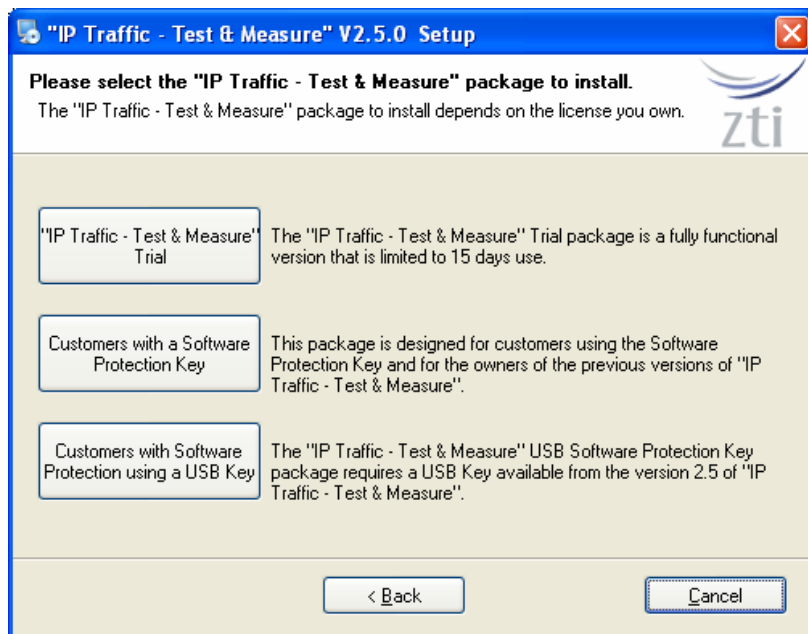 "IP Traffic - Test & Measure" V2.5.0 Setup
Please select the "IP Traffic - Test & Measure" package to install.
The "IP Traffic - Test & Measure" package to install depends on the license you own.
zti
"IP Traffic - Test & Measure"
Trial
The "IP Traffic - Test & Measure" Trial package is a fully functional
version that is limited to 15 days use.
Customers with a Software
Protection Key
This package is designed for customers using the Software
Protection Key and for the owners of the previous versions of "IP
Traffic - Test & Measure".
Customers with Software
Protection using a USB Key
The "IP Traffic - Test & Measure" USB Software Protection Key
package requires a USB Key available from the version 2.5 of "IP
Traffic - Test & Measure".
< Back
Cancel